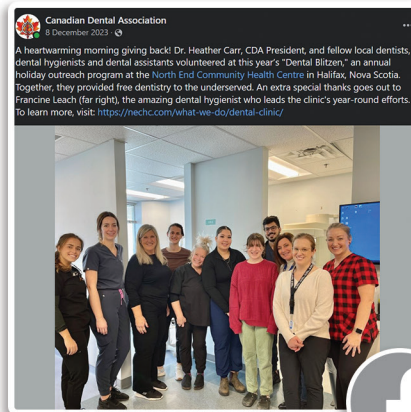 Canadian Dental Association
8 December 2023 ·
A heartwarming morning giving back! Dr. Heather Carr, CDA President, and fellow local dentists,
dental hygienists and dental assistants volunteered at this year's "Dental Blitzen," an annual
holiday outreach program at the North End Community Health Centre in Halifax, Nova Scotia.
Together, they provided free dentistry to the underserved. An extra special thanks goes out to
Francine Leach (far right), the amazing dental hygienist who leads the clinic's year-round efforts.
To learn more, visit: https://nechc.com/what-we-do/dental-clinic/